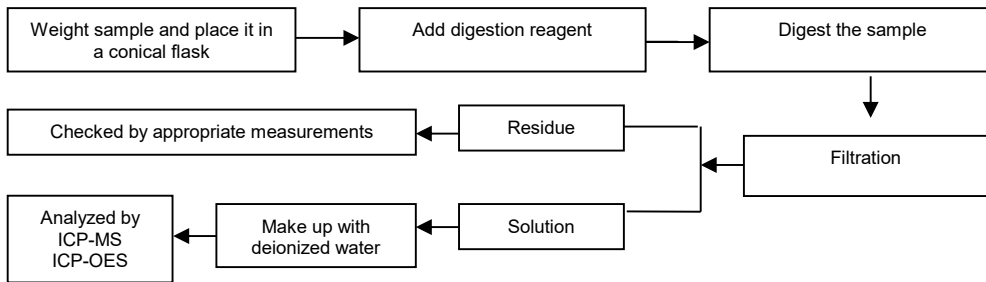 Weight sample and place it in
a conical flask
Add digestion reagent
Digest the sample
Filtration
Residue
Checked by appropriate measurements
Solution
Make up with
deionized water
Analyzed by
ICP-MS
ICP-OES